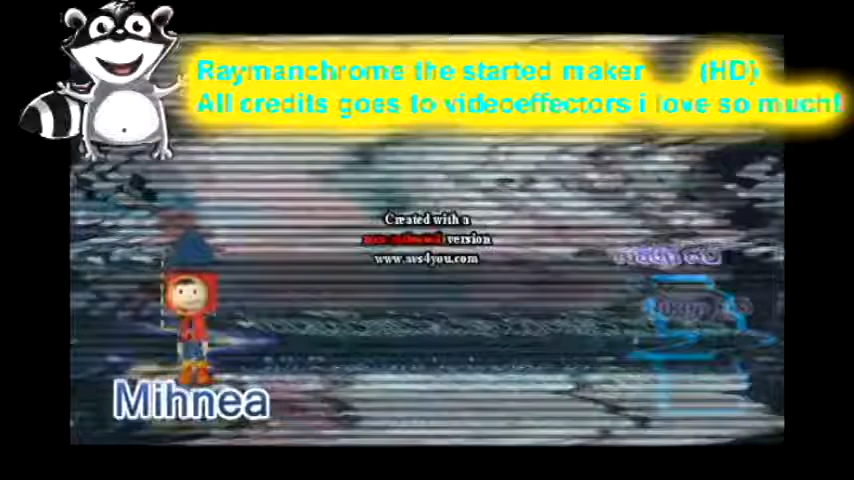 Raymanchrome the started maker (HD)
All credits goes to videoeffectors i love so much!
Created with a
version
www.avs4you.com
Mihnea